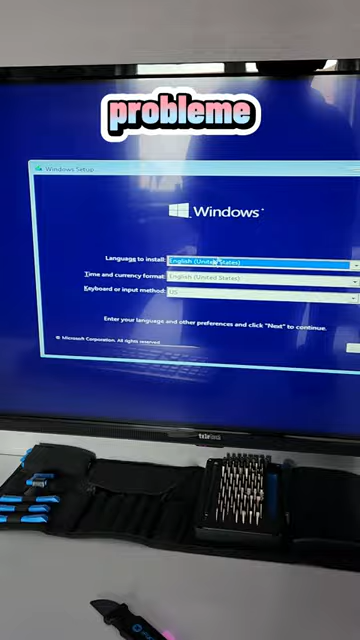 probleme
Windows Setup
Windows
Language to install: English (United States)
Time and currency format: English (United States)
Keyboard or input method: US
Enter your language and other preferences and click "Next" to continue.
© Microsoft Corporation. All rights reserved.